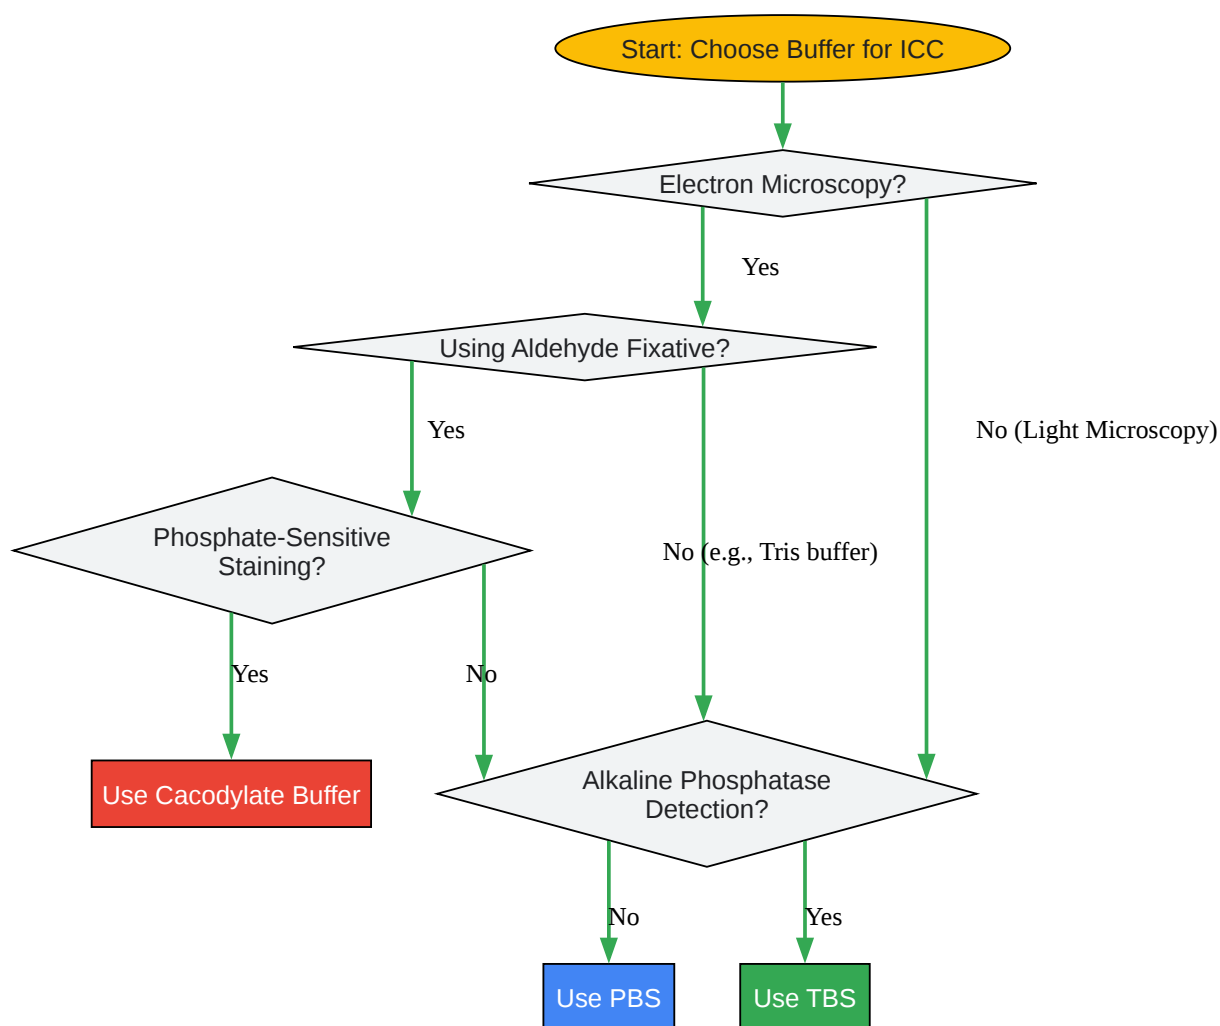 Start: Choose Buffer for ICC
Electron Microscopy?
Yes
Using Aldehyde Fixative?
Yes
No (Light Microscopy)
Phosphate-Sensitive
Staining?
No (e.g., Tris buffer)
Yes
No
Use Cacodylate Buffer
Alkaline Phosphatase
Detection?
No
Yes
Use PBS
Use TBS